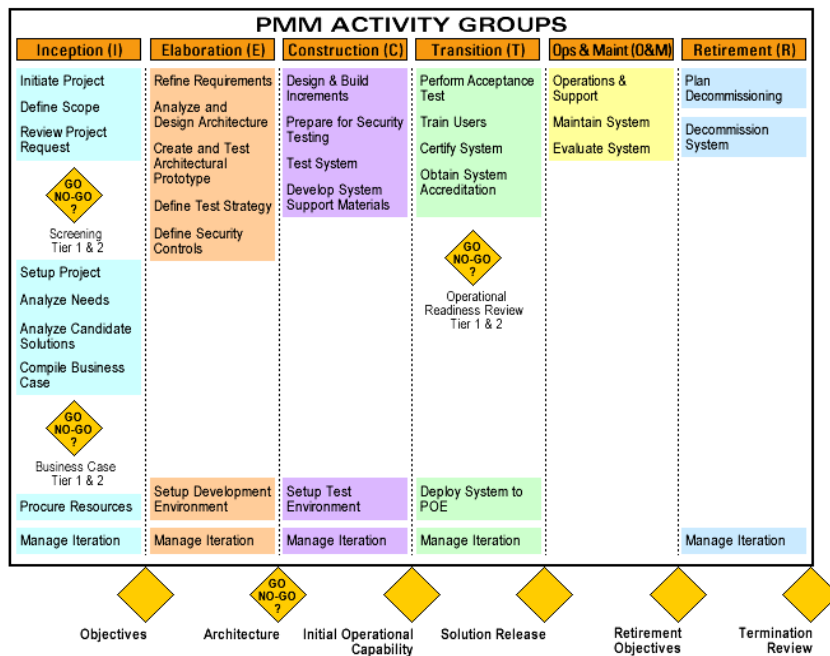 PMM ACTIVITY GROUPS
Inception (I)
Elaboration (E)
Construction (C)
Transition (T)
Ops & Maint (O&M)
Retirement (R)
Initiate Project
Define Scope
Review Project
Request
GO
NO-GO
?
Screening
Tier 1 & 2
Setup Project
Analyze Needs
Analyze Candidate
Solutions
Compile Business
Case
GO
NO-GO
?
Business Case
Tier 1 & 2
Procure Resources
Manage Iteration
Refine Requirements
Analyze and
Design Architecture
Create and Test
Architectural
Prototype
Define Test Strategy
Define Security
Controls
Setup Development
Environment
Manage Iteration
Design & Build
Increments
Prepare for Security
Testing
Test System
Develop System
Support Materials
Setup Test
Environment
Manage Iteration
Perform Acceptance
Test
Train Users
Certify System
Obtain System
Accreditation
GO
NO-GO
?
Operational
Readiness Review
Tier 1 & 2
Deploy System to
POE
Manage Iteration
Operations &
Support
Maintain System
Evaluate System
Plan
Decommissioning
Decommission
System
Manage Iteration
Objectives
GO
NO-GO
?
Architecture
Initial Operational
Capability
Solution Release
Retirement
Objectives
Termination
Review